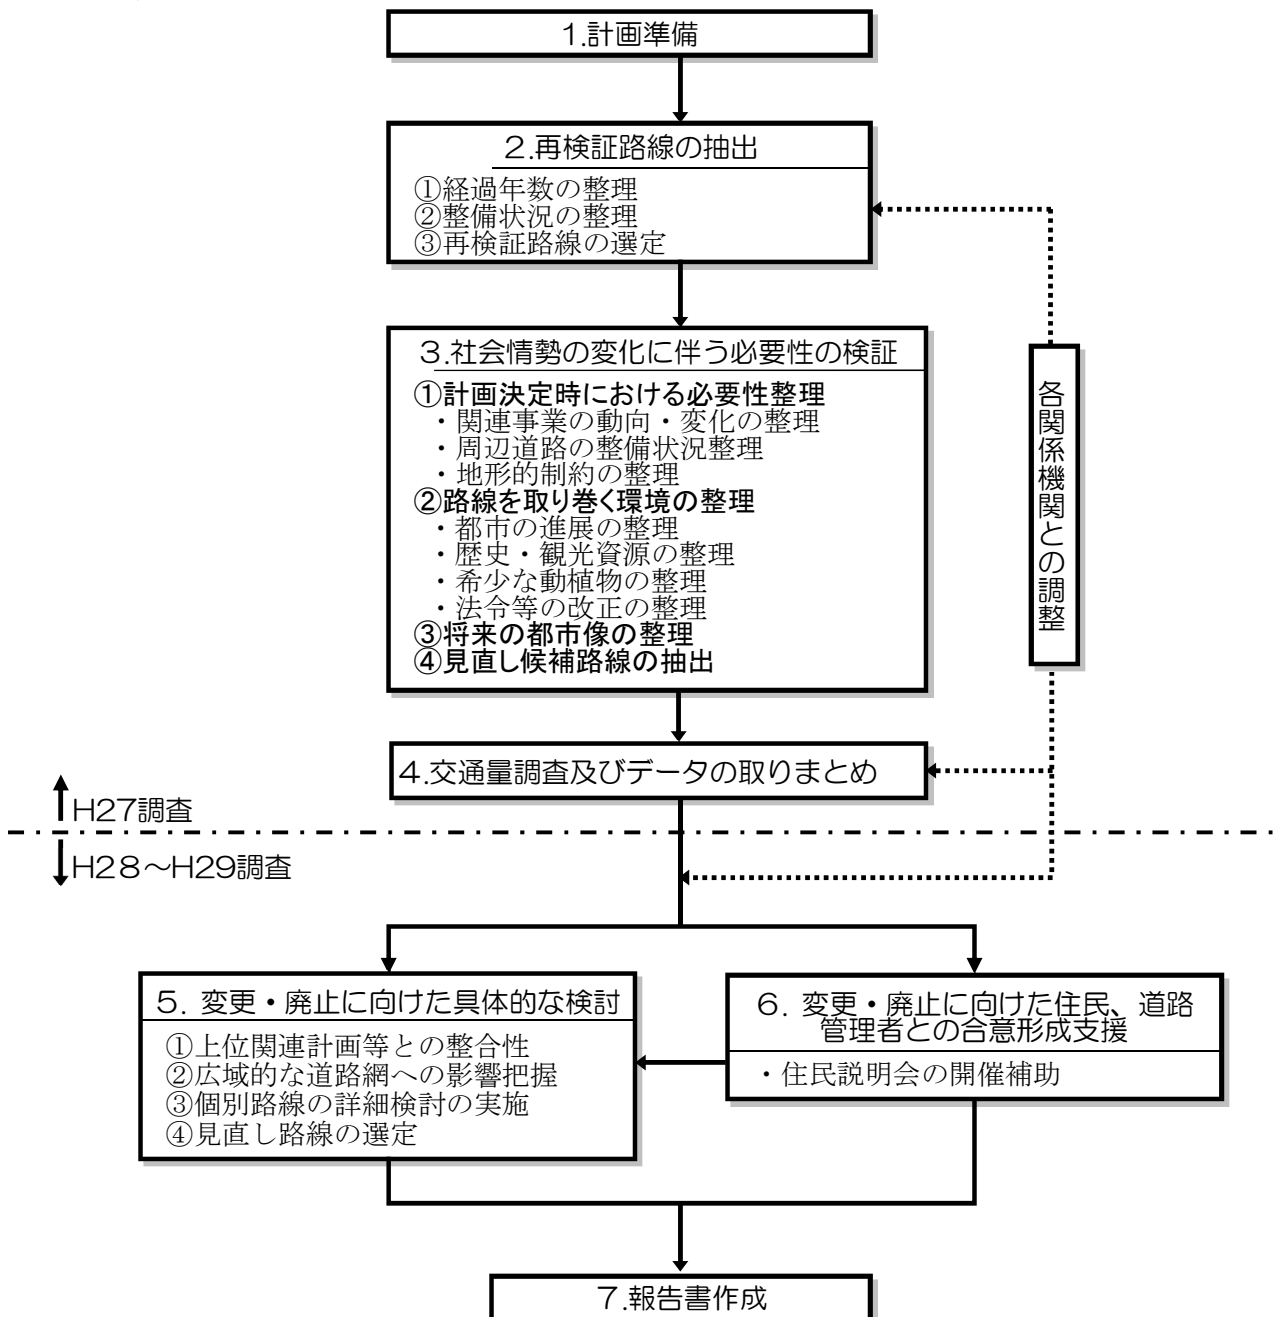 1.計画準備
2.再検証路線の抽出
①経過年数の整理
②整備状況の整理
③再検証路線の選定
3.社会情勢の変化に伴う必要性の検証
①計画決定時における必要性整理
・関連事業の動向・変化の整理
・周辺道路の整備状況整理
・地形的制約の整理
②路線を取り巻く環境の整理
・都市の進展の整理
・歴史・観光資源の整理
・希少な動植物の整理
・法令等の改正の整理
③将来の都市像の整理
④見直し候補路線の抽出
各関係機関との調整
4.交通量調査及びデータの取りまとめ
H27調査
H28～H29調査
5. 変更・廃止に向けた具体的な検討
①上位関連計画等との整合性
②広域的な道路網への影響把握
③個別路線の詳細検討の実施
④見直し路線の選定
6. 変更・廃止に向けた住民、道路
管理者との合意形成支援
・住民説明会の開催補助
7.報告書作成